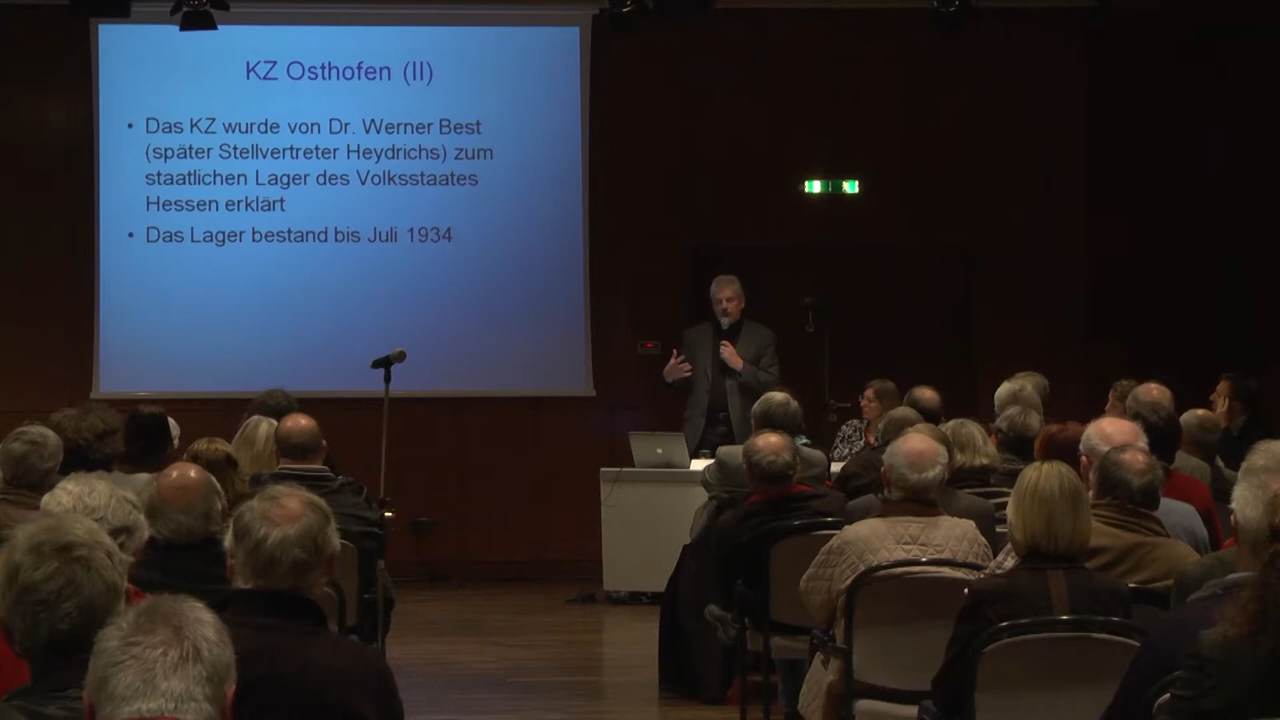 KZ Osthofen (II)
• Das KZ wurde von Dr. Werner Best
(später Stellvertreter Heydrichs) zum
staatlichen Lager des Volksstaates
Hessen erklärt
• Das Lager bestand bis Juli 1934